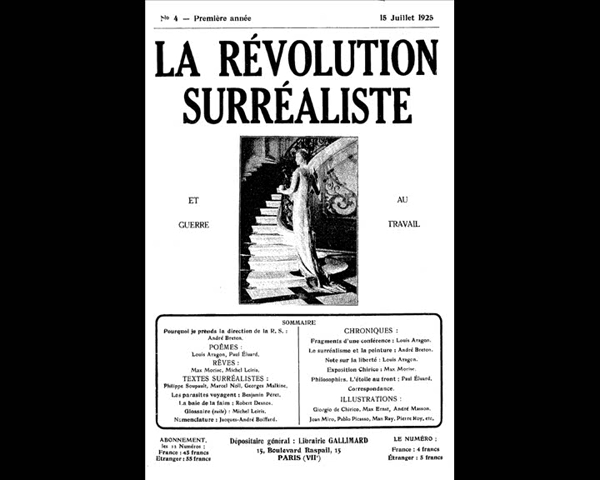 No 4 — Première année
15 Juillet 1925
LA RÉVOLUTION
SURRÉALISTE
ET
GUERRE
AU
TRAVAIL
SOMMAIRE
Pourquoi je prends la direction de la R. S. :
André Breton.
POÈMES :
Louis Aragon, Paul Éluard.
RÊVES :
Max Morise, Michel Leiris.
TEXTES SURRÉALISTES :
Philippe Soupault, Marcel Noll, Georges Malkine.
Les parasites voyagent : Benjamin Péret.
La baie de la faim : Robert Desnos.
Glossaire (suite) : Michel Leiris.
Nomenclature : Jacques-André Boiffard.
CHRONIQUES :
Fragments d'une conférence : Louis Aragon.
Le surréalisme et la peinture : André Breton.
Note sur la liberté : Louis Aragon.
Exposition Chirico : Max Morise.
Philosophies, L'étoile au front : Paul Éluard.
Correspondance.
ILLUSTRATIONS :
Giorgio de Chirico, Max Ernst, André Masson,
Joan Miro, Pablo Picasso, Man Ray, Pierre Roy, etc.
ABONNEMENT,
les 12 Numéros :
France : 45 francs
Étranger : 55 francs
Dépositaire général : Librairie GALLIMARD
15, Boulevard Raspail, 15
PARIS (VIIe)
LE NUMÉRO :
France : 4 francs
Étranger : 5 francs